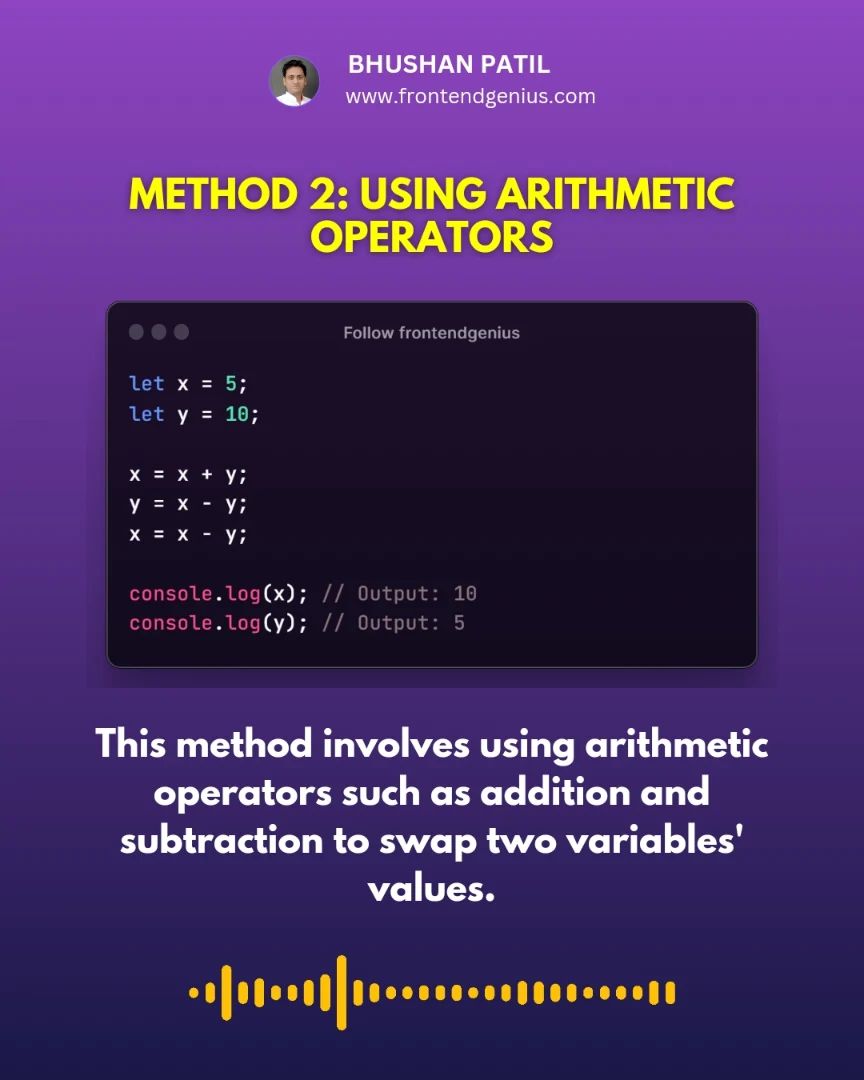 BHUSHAN PATIL
www.frontendgenius.com
METHOD 2: USING ARITHMETIC
OPERATORS
Follow frontendgenius
let x = 5;
let y = 10;
x = x + y;
y = x - y;
x = x - y;
console.log(x); // Output: 10
console.log(y); // Output: 5
This method involves using arithmetic
operators such as addition and
subtraction to swap two variables'
values.